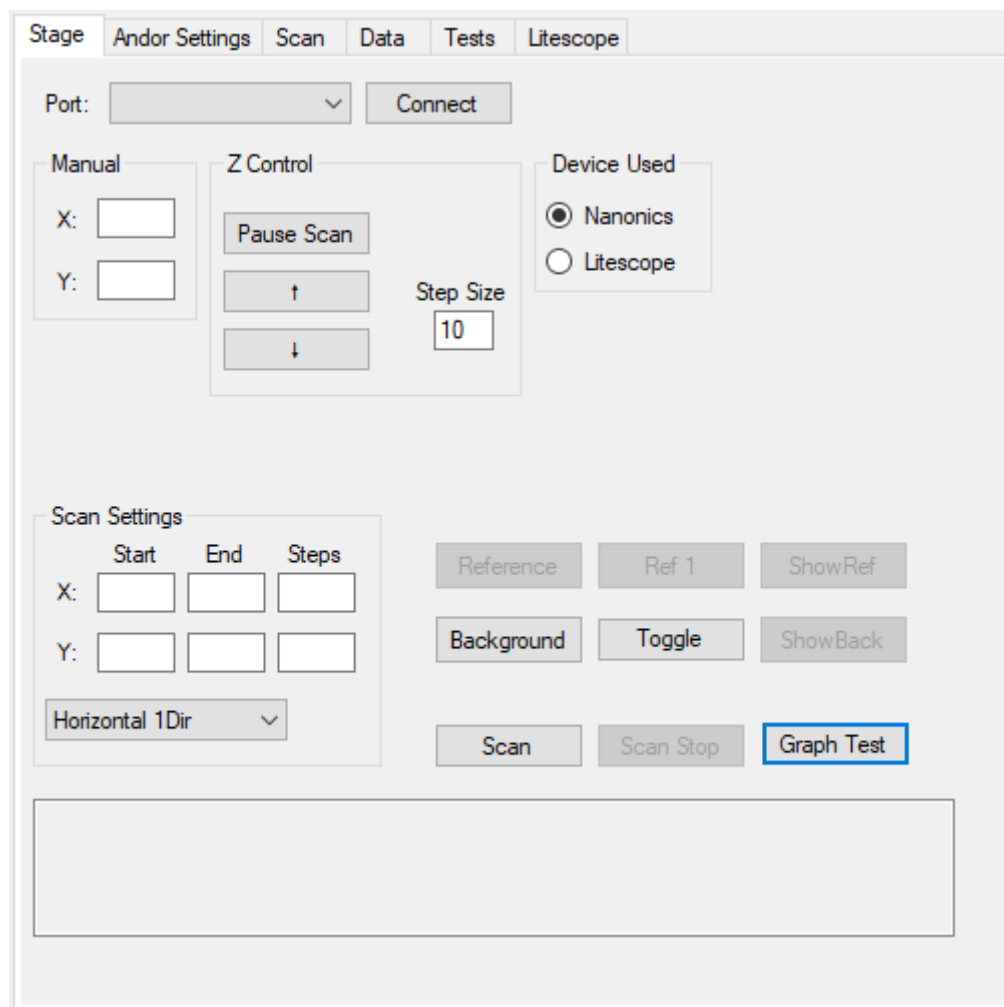 Stage Andor Settings Scan Data Tests Litescope
Port: Connect
Manual
X:
Y:
Z Control
Pause Scan
↑
↓
Step Size
10
Device Used
Nanonics
Litescope
Scan Settings
Start End Steps
X:
Y:
Horizontal 1Dir
Reference Ref 1 ShowRef
Background Toggle ShowBack
Scan Scan Stop Graph Test